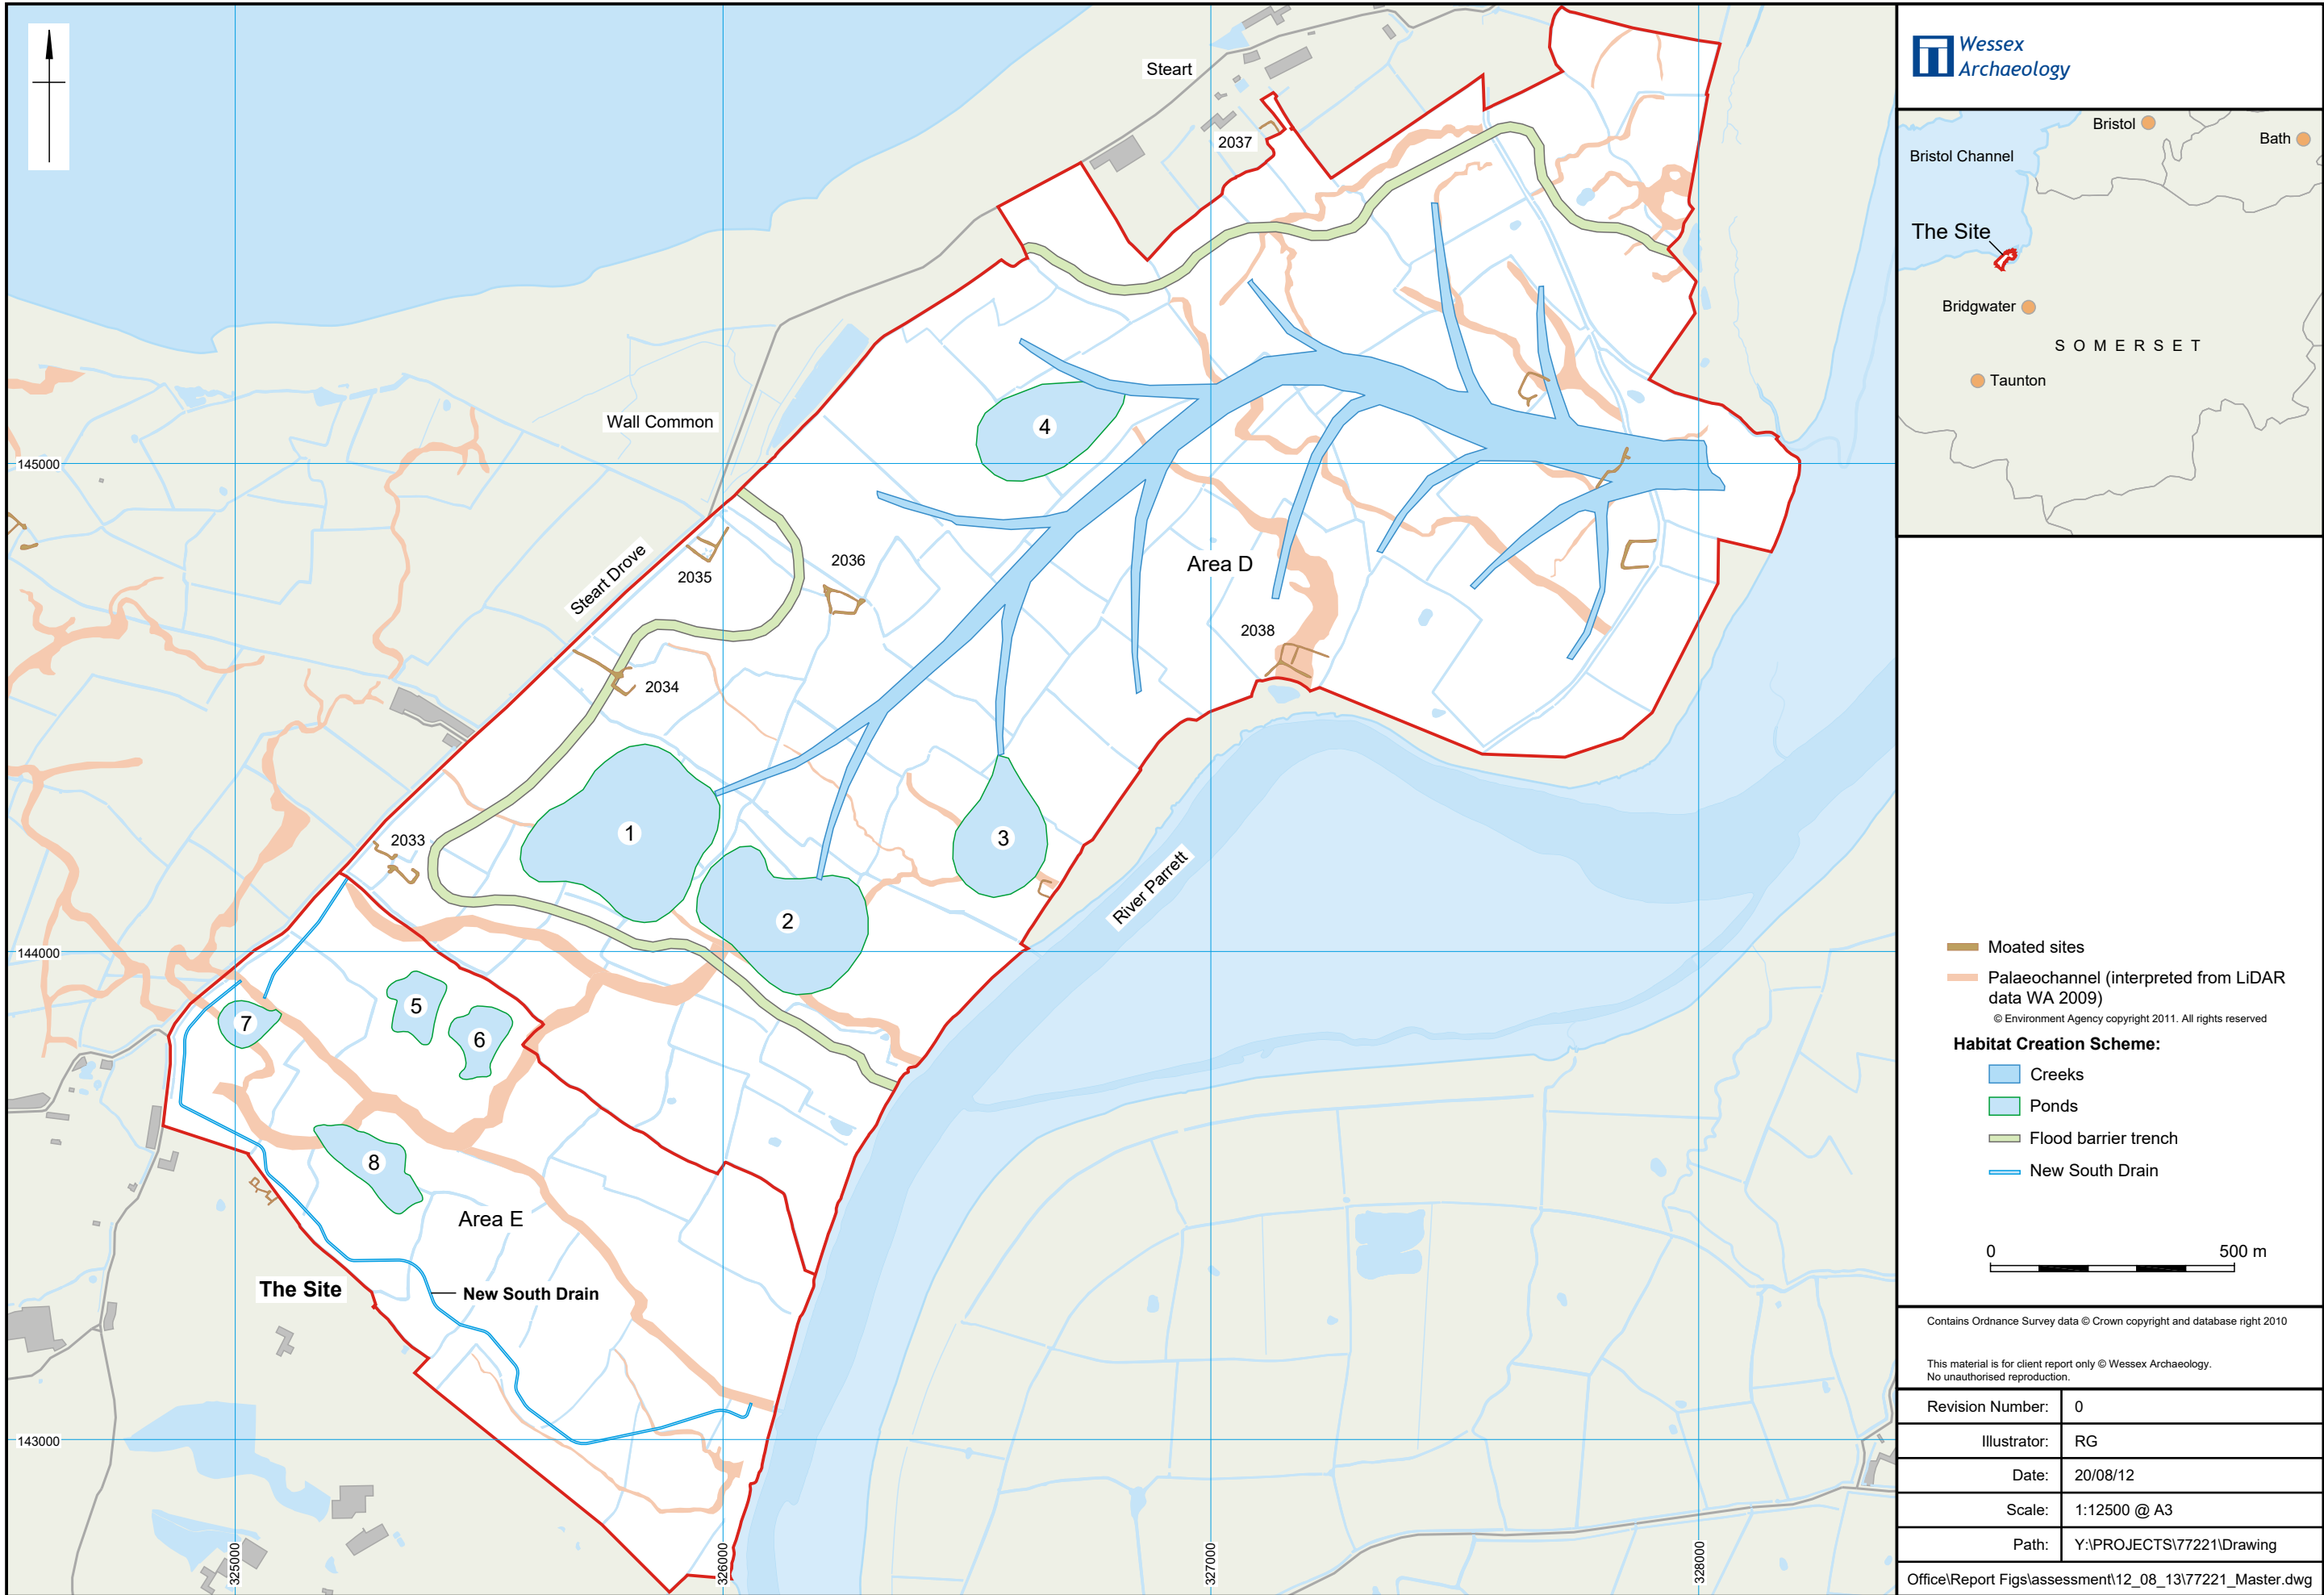 Steart
2037
Wall Common
145000
Steart Drove
2035
2036
4
Area D
2034
2038
1
3
2033
2
River Parrett
144000
5
7
6
8
Area E
The Site
New South Drain
143000
325000
326000
327000
328000
Wessex
Archaeology
Bristol
Bath
Bristol Channel
The Site
Bridgwater
SOMERSET
Taunton
Moated sites
Palaeochannel (interpreted from LiDAR
data WA 2009)
© Environment Agency copyright 2011. All rights reserved
Habitat Creation Scheme:
Creeks
Ponds
Flood barrier trench
New South Drain
0 500 m
Contains Ordnance Survey data © Crown copyright and database right 2010
This material is for client report only © Wessex Archaeology.
No unauthorised reproduction.
Revision Number: 0
Illustrator: RG
Date: 20/08/12
Scale: 1:12500 @ A3
Path: Y:\PROJECTS\77221\Drawing
Office\Report Figs\assessment\12_08_13\77221_Master.dwg